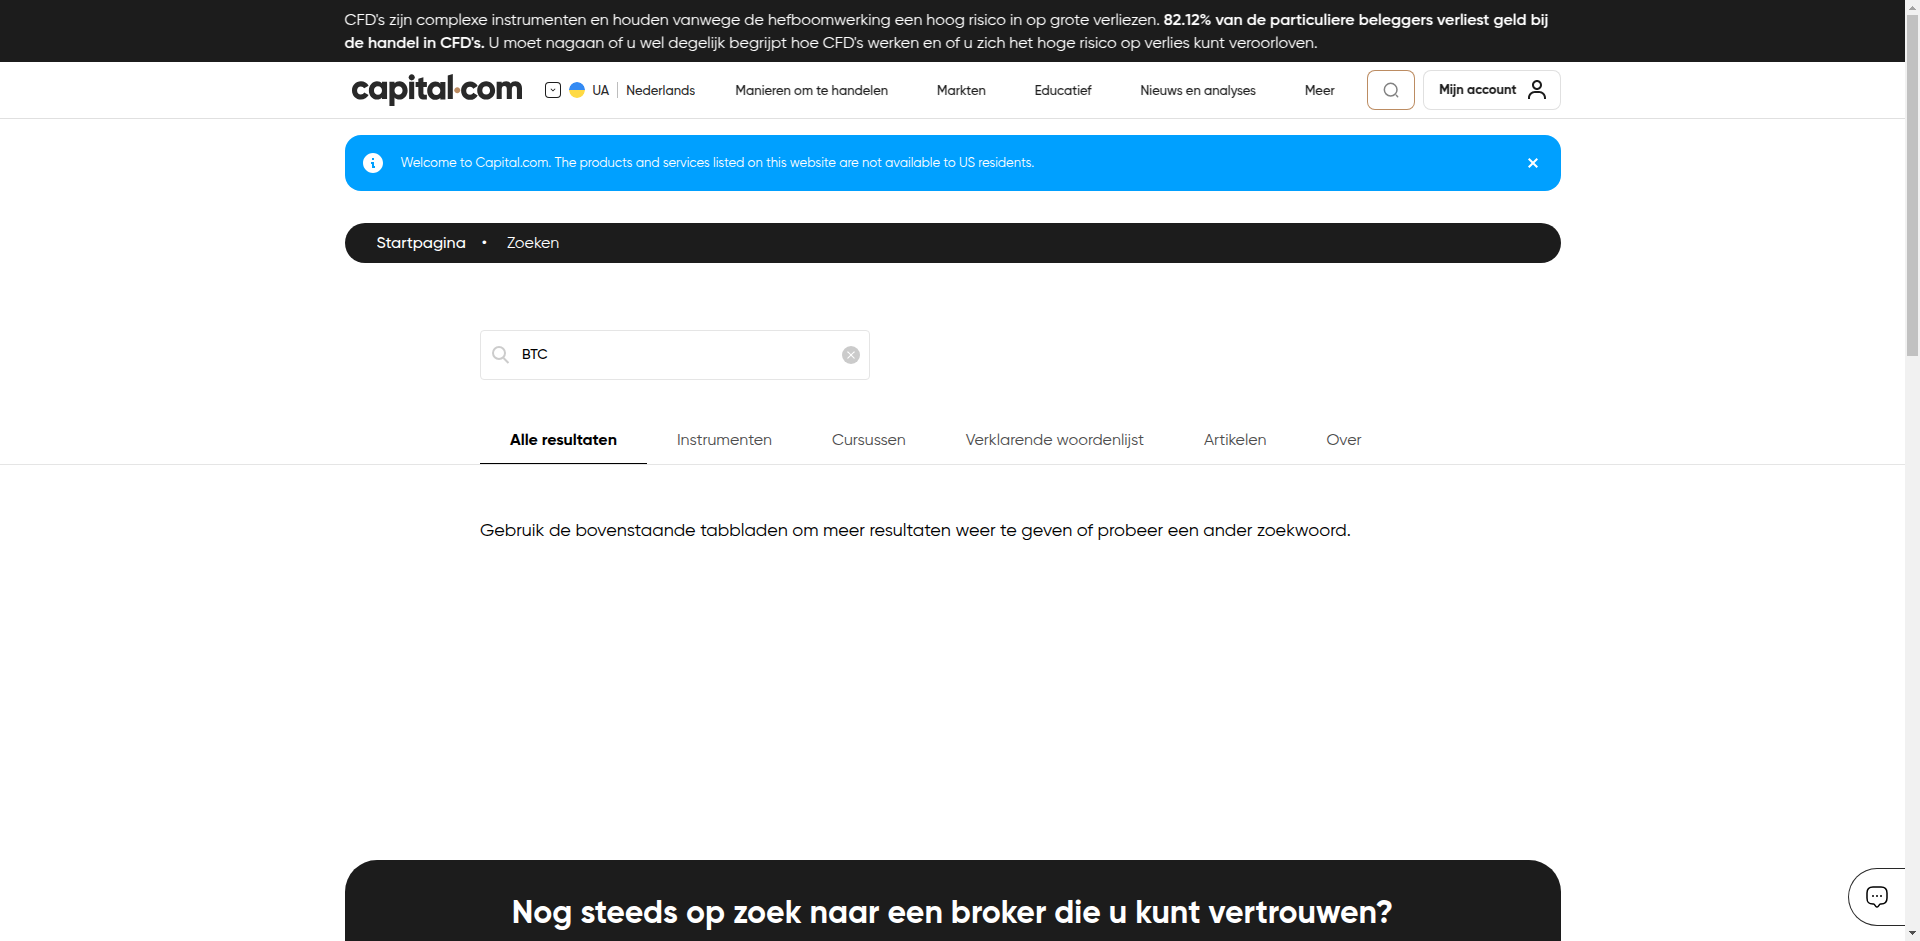 CFD's zijn complexe instrumenten en houden vanwege de hefboomwerking een hoog risico in op grote verliezen. 82.12% van de particuliere beleggers verliest geld bij
de handel in CFD's. U moet nagaan of u wel degelijk begrijpt hoe CFD's werken en of u zich het hoge risico op verlies kunt veroorloven.
capital.com UA Nederlands Manieren om te handelen Markten Educatief Nieuws en analyses Meer Mijn account
Welcome to Capital.com. The products and services listed on this website are not available to US residents.
Startpagina • Zoeken
BTC
Alle resultaten Instrumenten Cursussen Verklarende woordenlijst Artikelen Over
Gebruik de bovenstaande tabbladen om meer resultaten weer te geven of probeer een ander zoekwoord.
Nog steeds op zoek naar een broker die u kunt vertrouwen?